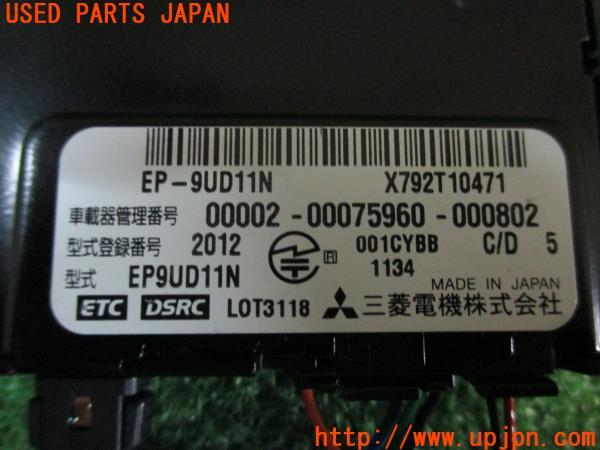 USED PARTS JAPAN
EP-9UD11N X792T10471
車載器管理番号 00002-00075960-000802
型式登録番号 2012 R 001CYBB C/D 5
型式 EP9UD11N 1134
MADE IN JAPAN
ETC DSRC LOT3118 三菱電機株式会社
http://www.upjpn.com